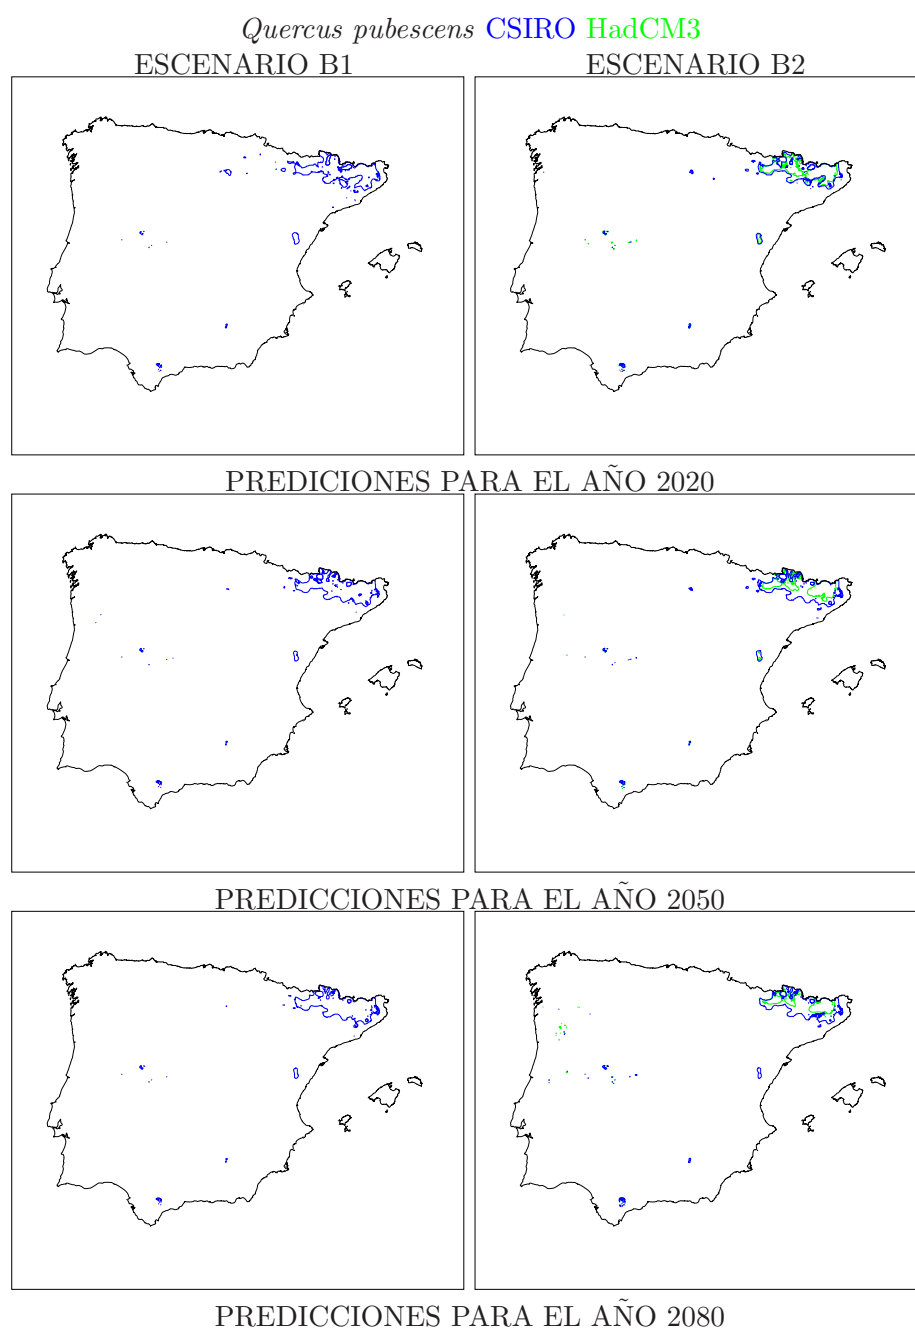 Quercus pubescens CSIRO HadCM3
ESCENARIO B1 ESCENARIO B2
PREDICIONES PARA EL AÑO 2020
PREDICCIONES PARA EL AÑO 2050
PREDICCIONES PARA EL AÑO 2080